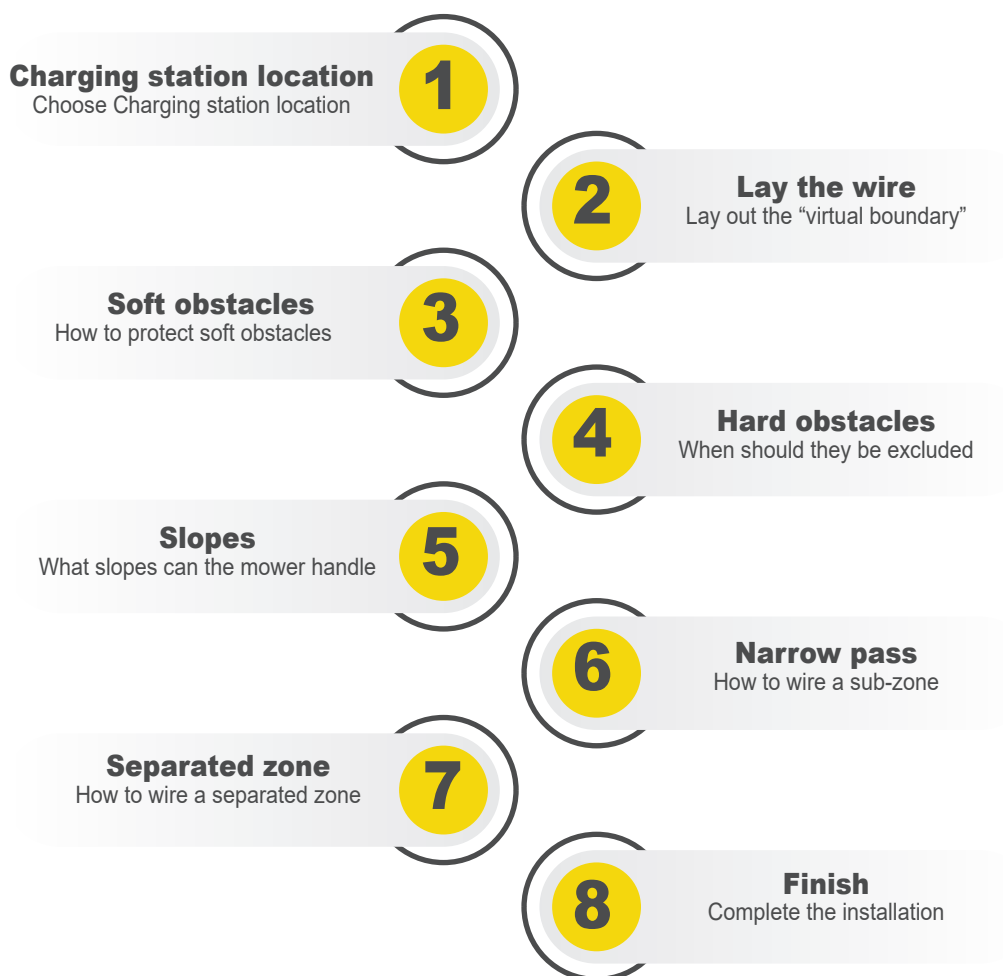 Charging station location
Choose Charging station location
1
2
Lay the wire
Lay out the “virtual boundary”
Soft obstacles
How to protect soft obstacles
3
4
Hard obstacles
When should they be excluded
Slopes
What slopes can the mower handle
5
6
Narrow pass
How to wire a sub-zone
Separated zone
How to wire a separated zone
7
8
Finish
Complete the installation